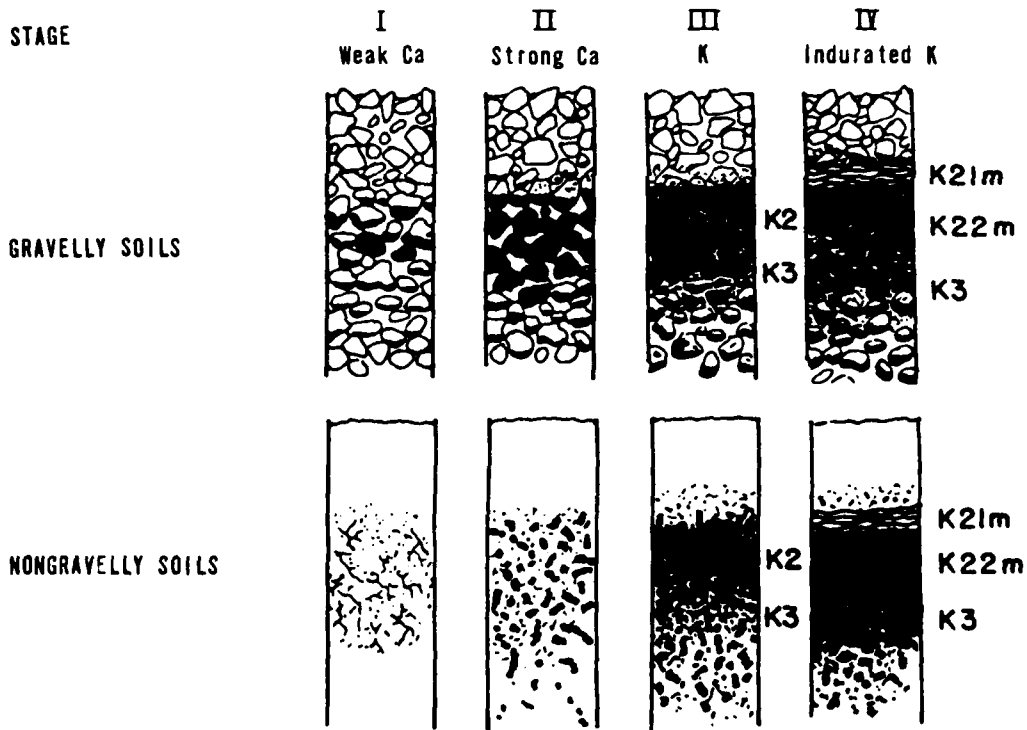 STAGE
I
II
III
IV
Weak Ca
Strong Ca
K
Indurated K
GRAVELLY SOILS
K2
K3
K21m
K22m
K3
NONGRAVELLY SOILS
K2
K3
K21m
K22m
K3